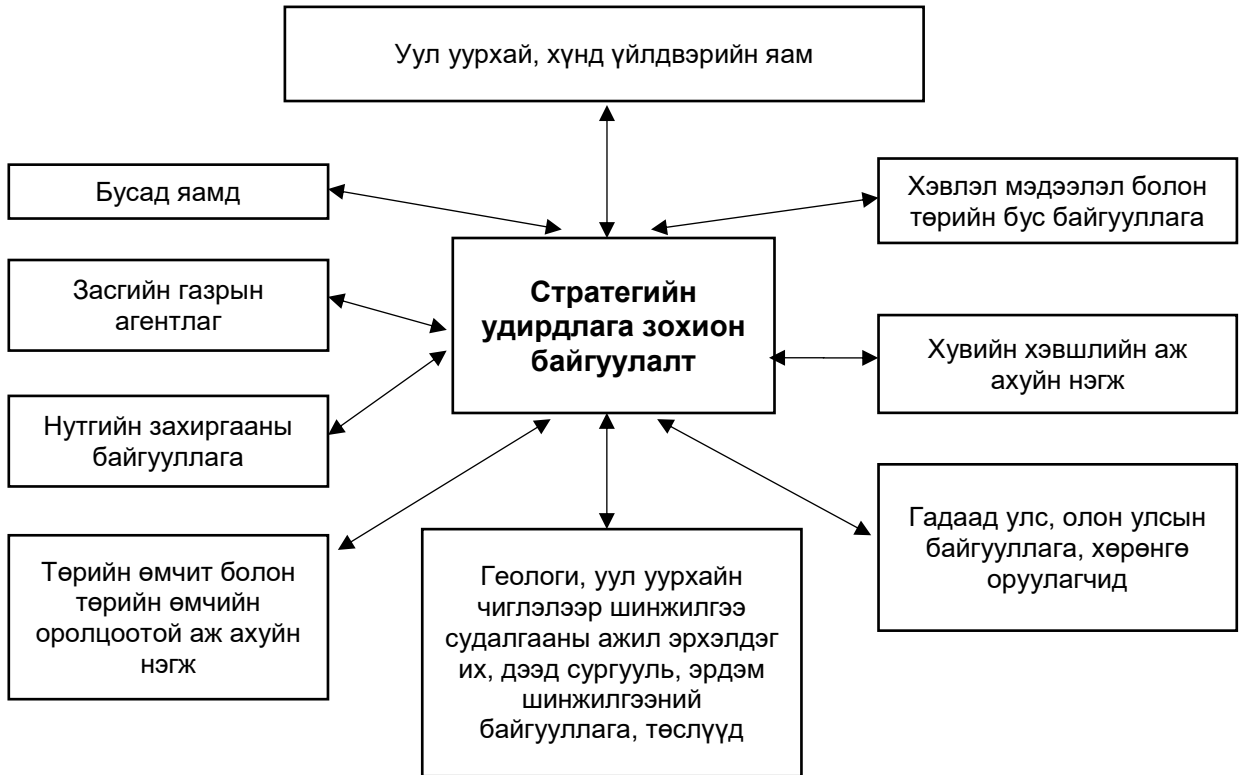 Уул уурхай, хүнд үйлдвэрийн яам
Бусад яамд
Хэвлэл мэдээлэл болон
төрийн бус байгууллага
Засгийн газрын
агентлаг
Стратегийн
удирдлага зохион
байгуулалт
Хувийн хэвшлийн аж
ахуйн нэгж
Нутгийн захиргааны
байгууллага
Гадаад улс, олон улсын
байгууллага, хөрөнгө
оруулагчид
Төрийн өмчит болон
төрийн өмчийн
оролцоотой аж ахуйн
нэгж
Геологи, уул уурхайн
чиглэлээр шинжилгээ
судалгааны ажил эрхэлдэг
их, дээд сургууль, эрдэм
шинжилгээний
байгууллага, төслүүд